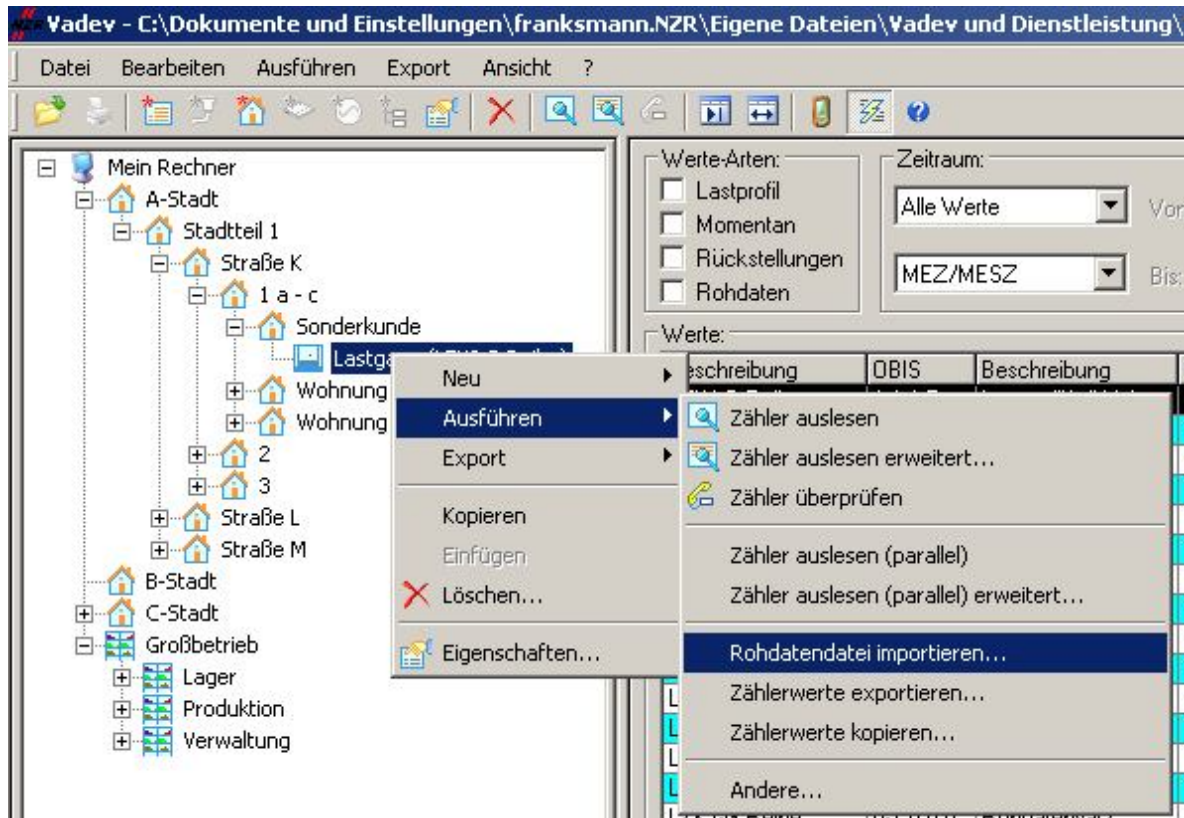 Vadev - C:\Dokumente und Einstellungen\franksmann.NZR\Eigene Dateien\Vadev und Dienstleistung\
Datei Bearbeiten Ausführen Export Ansicht ?
Mein Rechner
A-Stadt
Stadtteil 1
Straße K
1 a - c
Sonderkunde
Wohnung
Wohnung
2
3
Straße L
Straße M
B-Stadt
C-Stadt
Großbetrieb
Lager
Produktion
Verwaltung
Werte-Arten:
Lastprofil
Momentan
Rückstellungen
Rohdaten
Zeitraum:
Alle Werte
MEZ/MESZ
Bis:
Werte:
OBIS Beschreibung
Neu
Ausführen
Export
Kopieren
Einfügen
Löschen...
Eigenschaften...
Zähler auslesen
Zähler auslesen erweitert...
Zähler überprüfen
Zähler auslesen (parallel)
Zähler auslesen (parallel) erweitert...
Rohdatendatei importieren...
Zählerwerte exportieren...
Zählerwerte kopieren...
Andere...